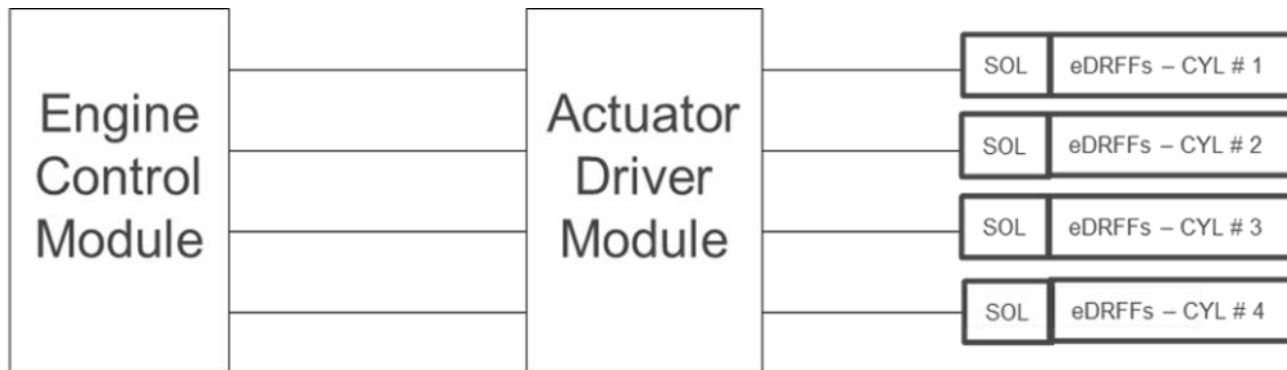 Engine
Control
Module
Actuator
Driver
Module
SOL eDRFFs – CYL # 1
SOL eDRFFs – CYL # 2
SOL eDRFFs – CYL # 3
SOL eDRFFs – CYL # 4